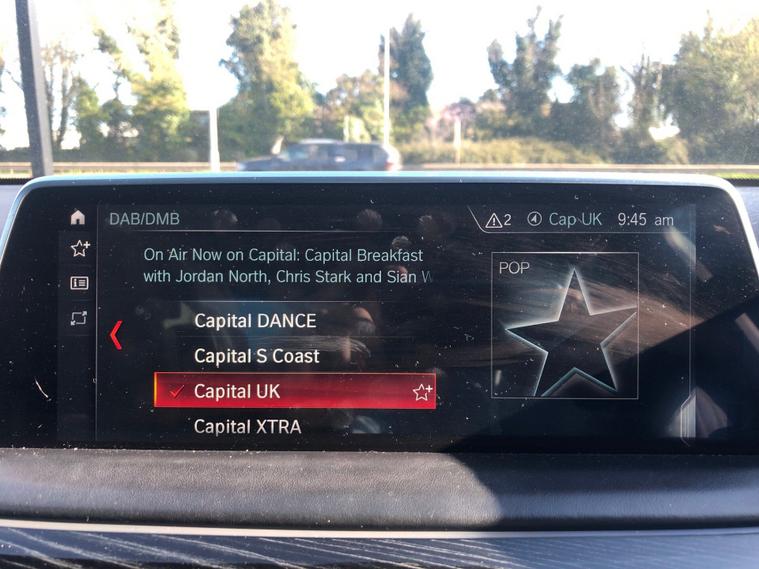 DAB/DMB
2
Cap UK
9:45 am
On Air Now on Capital: Capital Breakfast
with Jordan North, Chris Stark and Sian W
POP
Capital DANCE
Capital S Coast
Capital UK
Capital XTRA